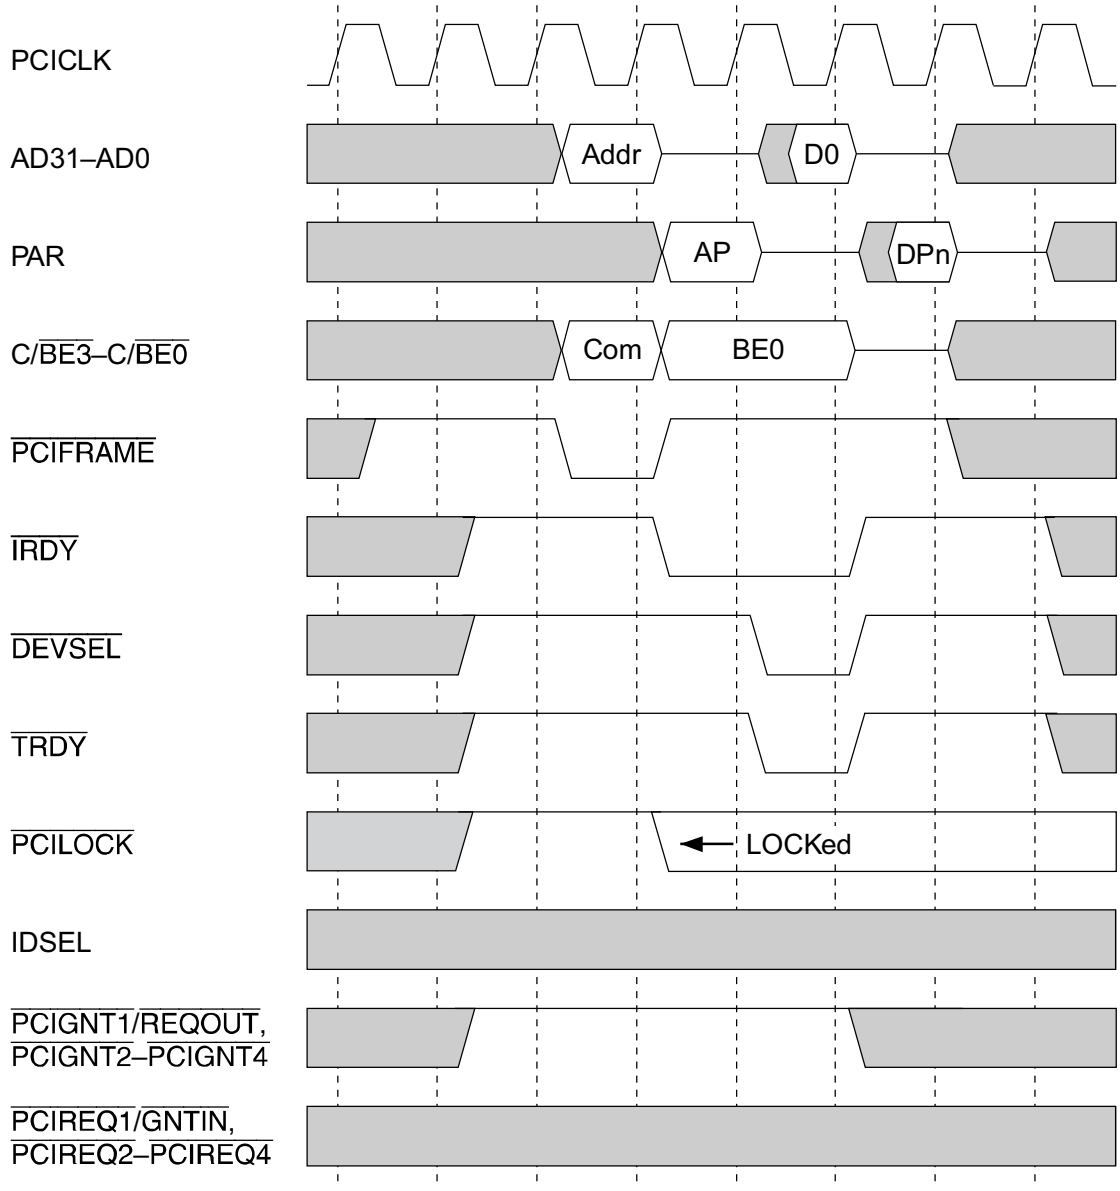 PCICLK
AD31–AD0
Addr
D0
PAR
AP
DPn
C/BE3–C/BE0
Com
BE0
PCIFRAME
IRDY
DEVSEL
TRDY
PCILOCK
LOCKed
IDSEL
PCIGNT1/REQOUT,
PCIGNT2–PCIGNT4
PCIREQ1/GNTIN,
PCIREQ2–PCIREQ4